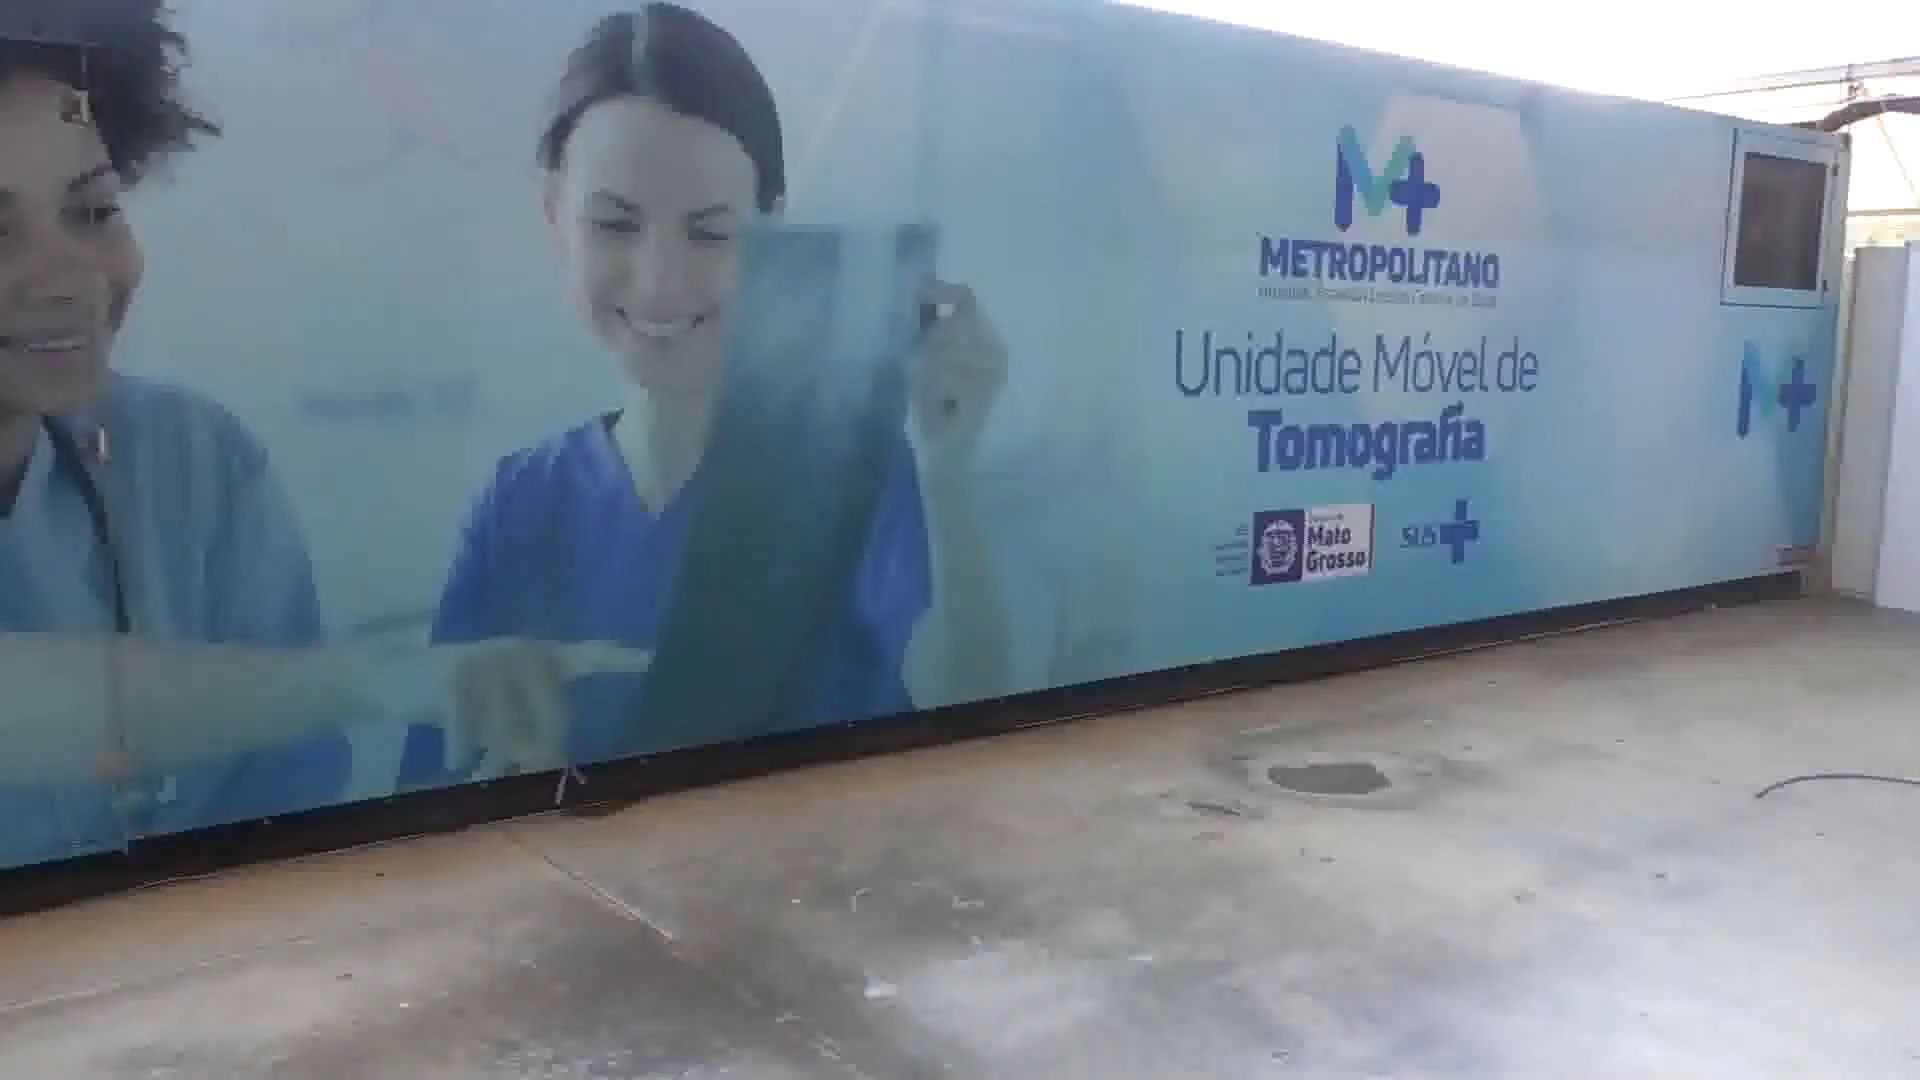 M+
METROPOLITANO
Unidade Móvel de
Tomografia
Mato
Grosso
SUS
M+